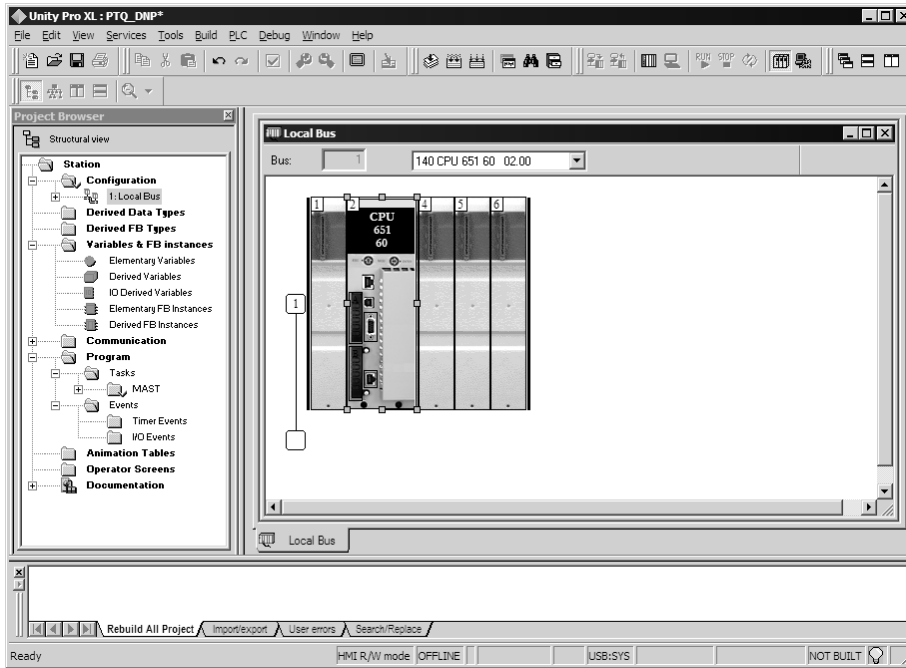 Unity Pro XL : PTQ_DNP*
File Edit View Services Tools Build PLC Debug Window Help
RUN STOP
Project Browser
Structural view
Station
Configuration
1: Local Bus
Derived Data Types
Derived FB Types
Variables & FB instances
Elementary Variables
Derived Variables
IO Derived Variables
Elementary FB Instances
Derived FB Instances
Communication
Program
Tasks
MAST
Events
Timer Events
I/O Events
Animation Tables
Operator Screens
Documentation
Local Bus
Bus: 1 140 CPU 651 60 02.00
1 2 4 5 6
CPU
651
60
1
Local Bus
Rebuild All Project Import/export User errors Search/Replace
Ready HMI R/W mode OFFLINE USB:SYS NOT BUILT